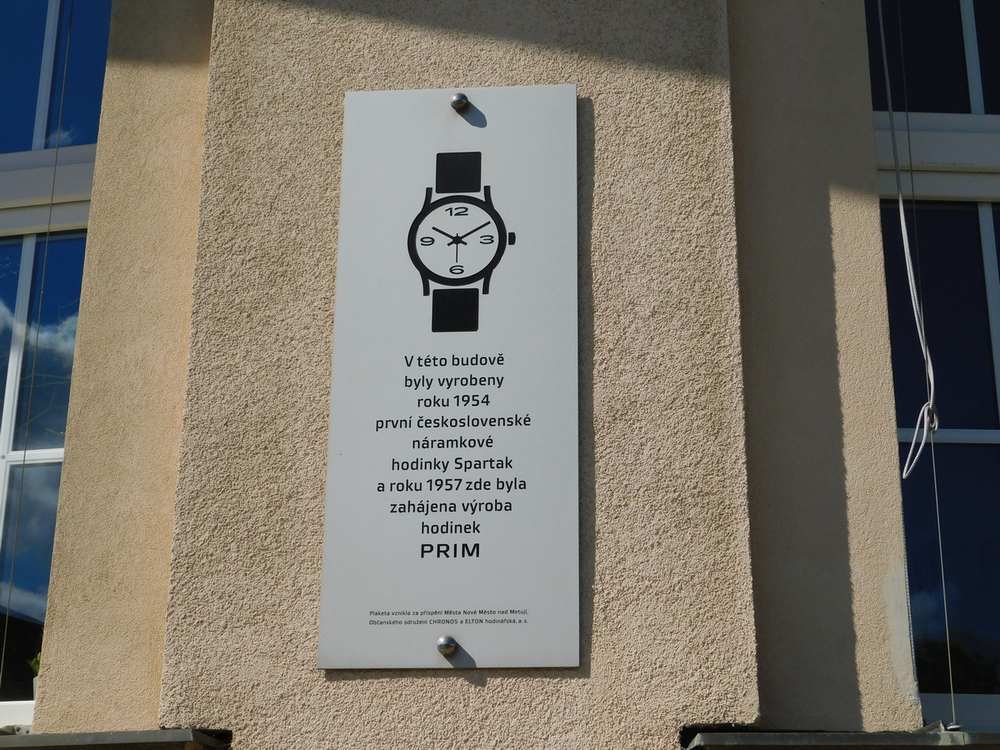 12
9 3
6
V této budově
byly vyrobeny
roku 1954
první československé
náramkové
hodinky Spartak
a roku 1957 zde byla
zahájena výroba
hodinek
PRIM
Plaketa vznikla za přispění Města Nové Město nad Metují,
Občanského sdružení CHRONOS a ELTON hodinářská, a. s.